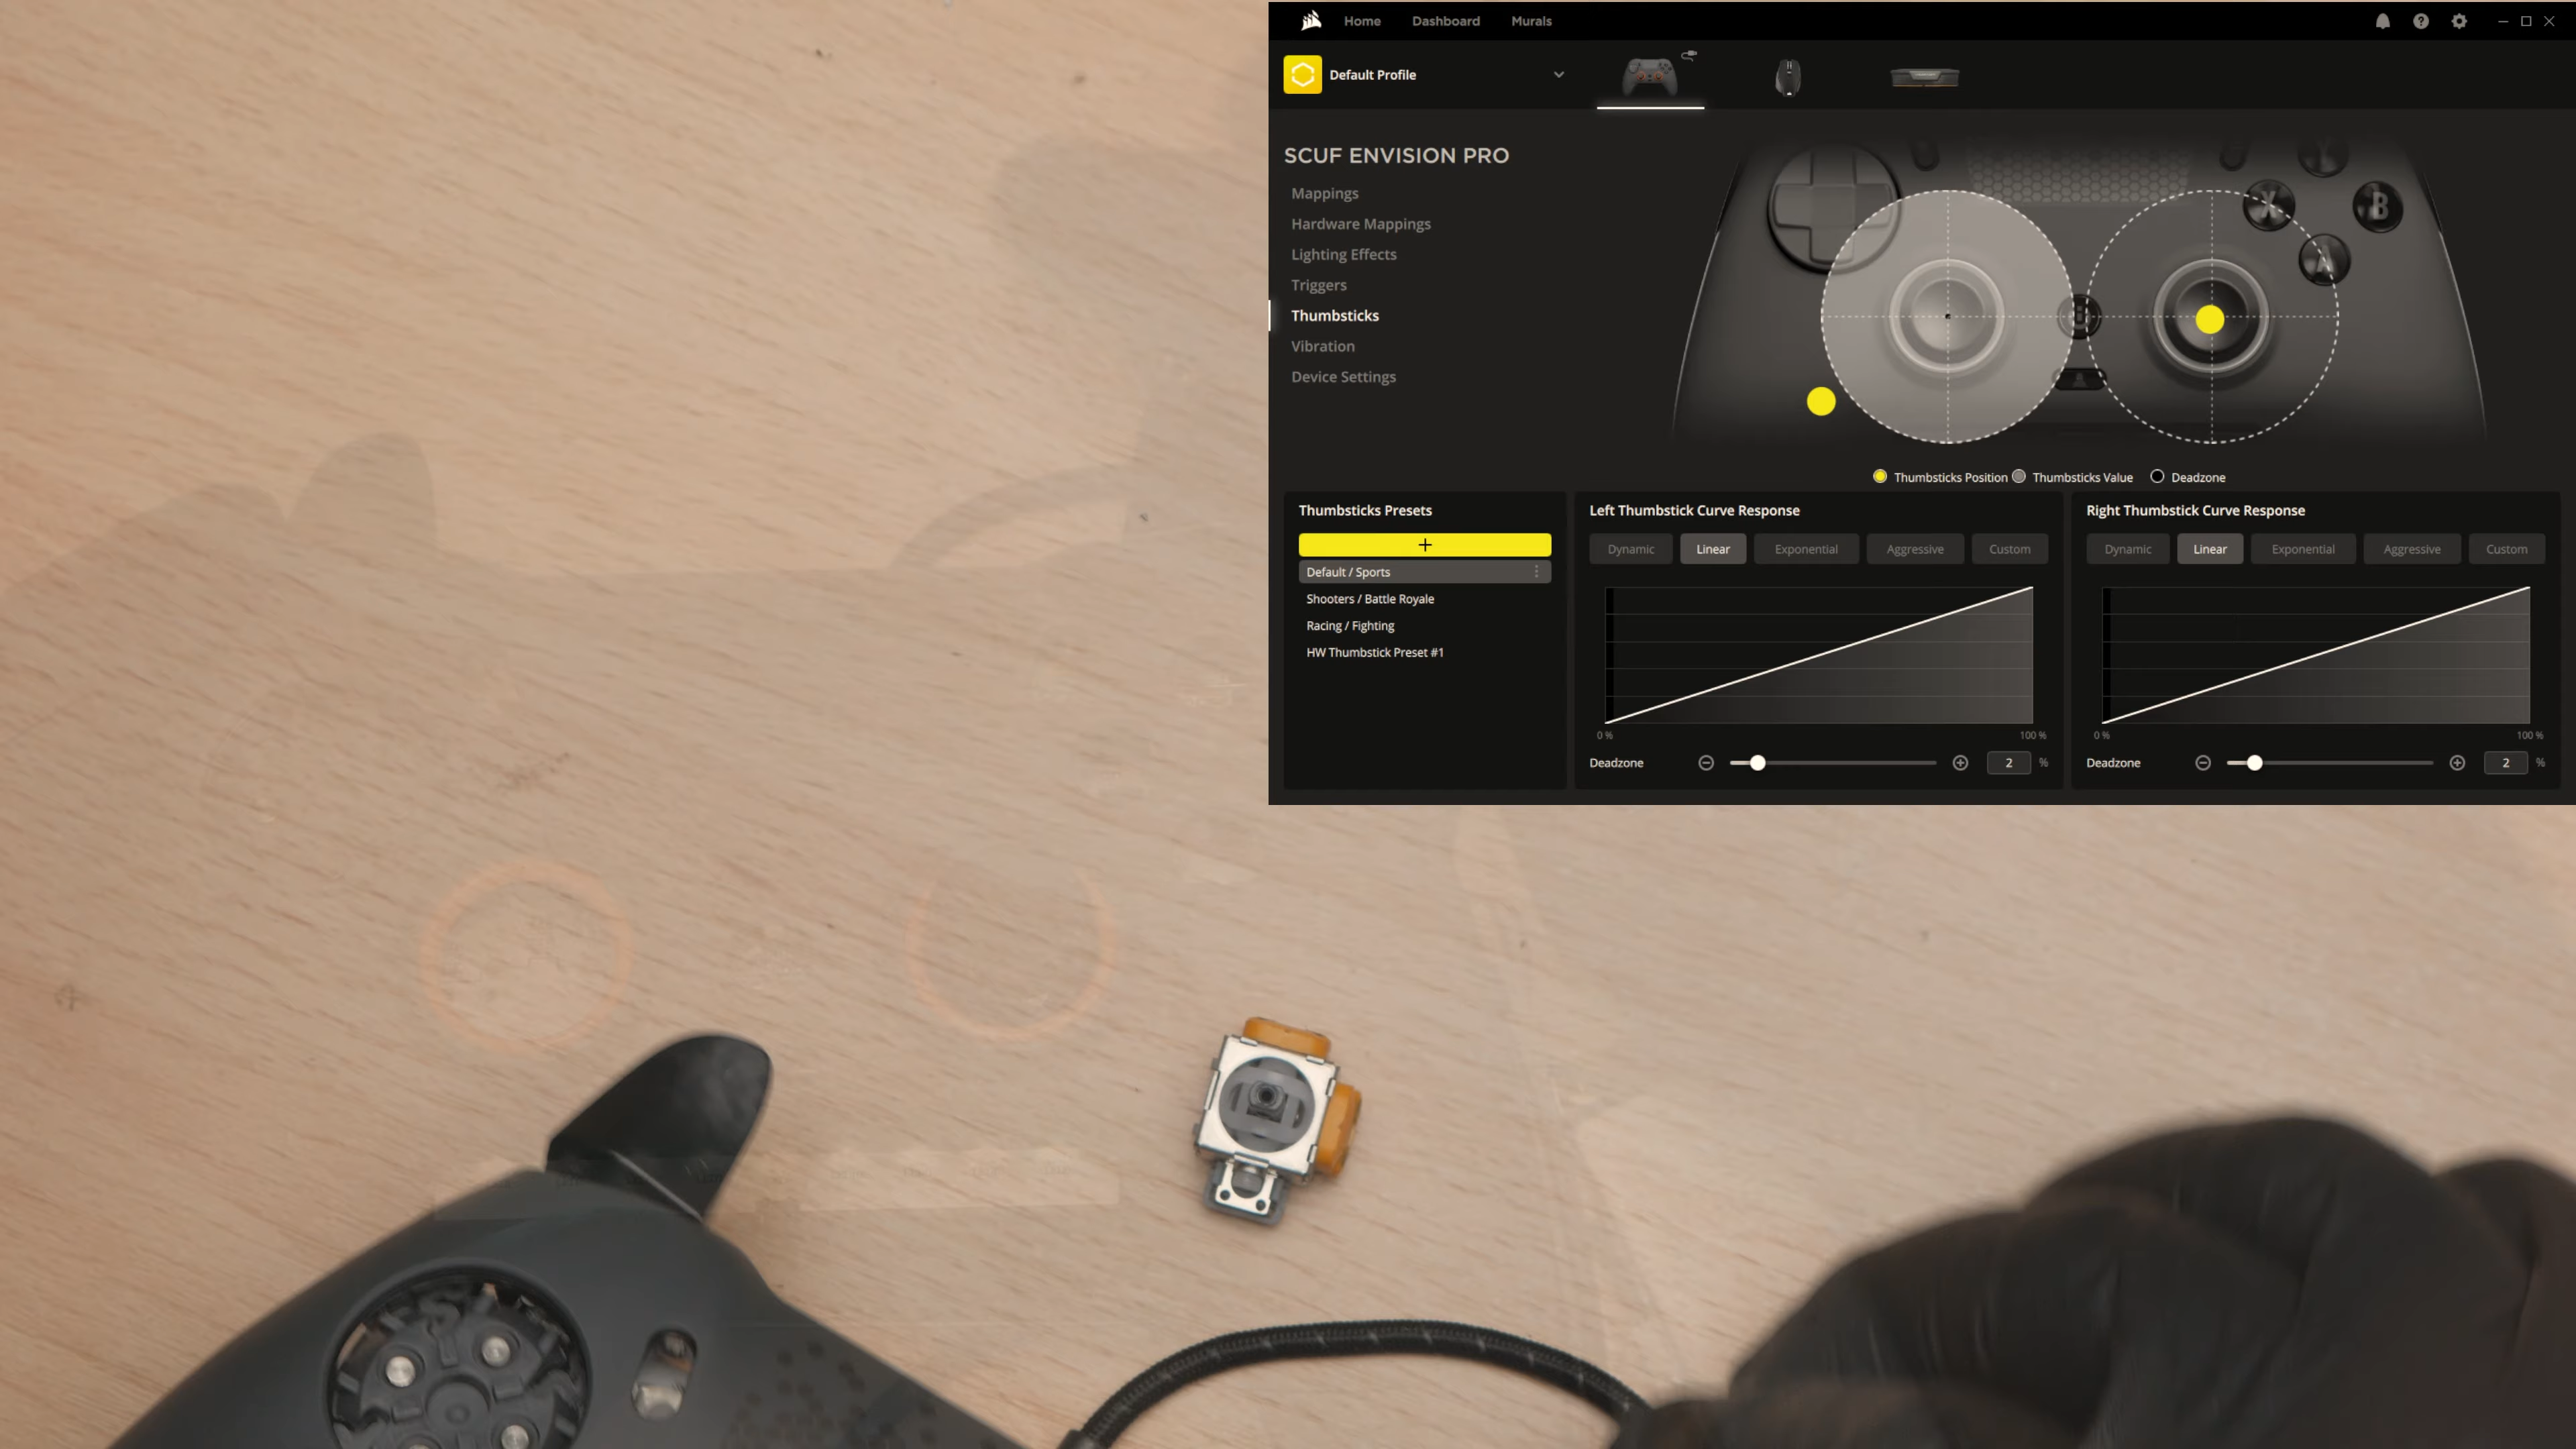 Home Dashboard Murals
Default Profile
SCUF ENVISION PRO
Mappings
Hardware Mappings
Lighting Effects
Triggers
Thumbsticks
Vibration
Device Settings
X B
A
Thumbsticks Position Thumbsticks Value Deadzone
Thumbsticks Presets
+
Default / Sports
Shooters / Battle Royale
Racing / Fighting
HW Thumbstick Preset #1
Left Thumbstick Curve Response
Dynamic Linear Exponential Aggressive Custom
0 % 100 %
Deadzone 2 %
Right Thumbstick Curve Response
Dynamic Linear Exponential Aggressive Custom
0 % 100 %
Deadzone 2 %